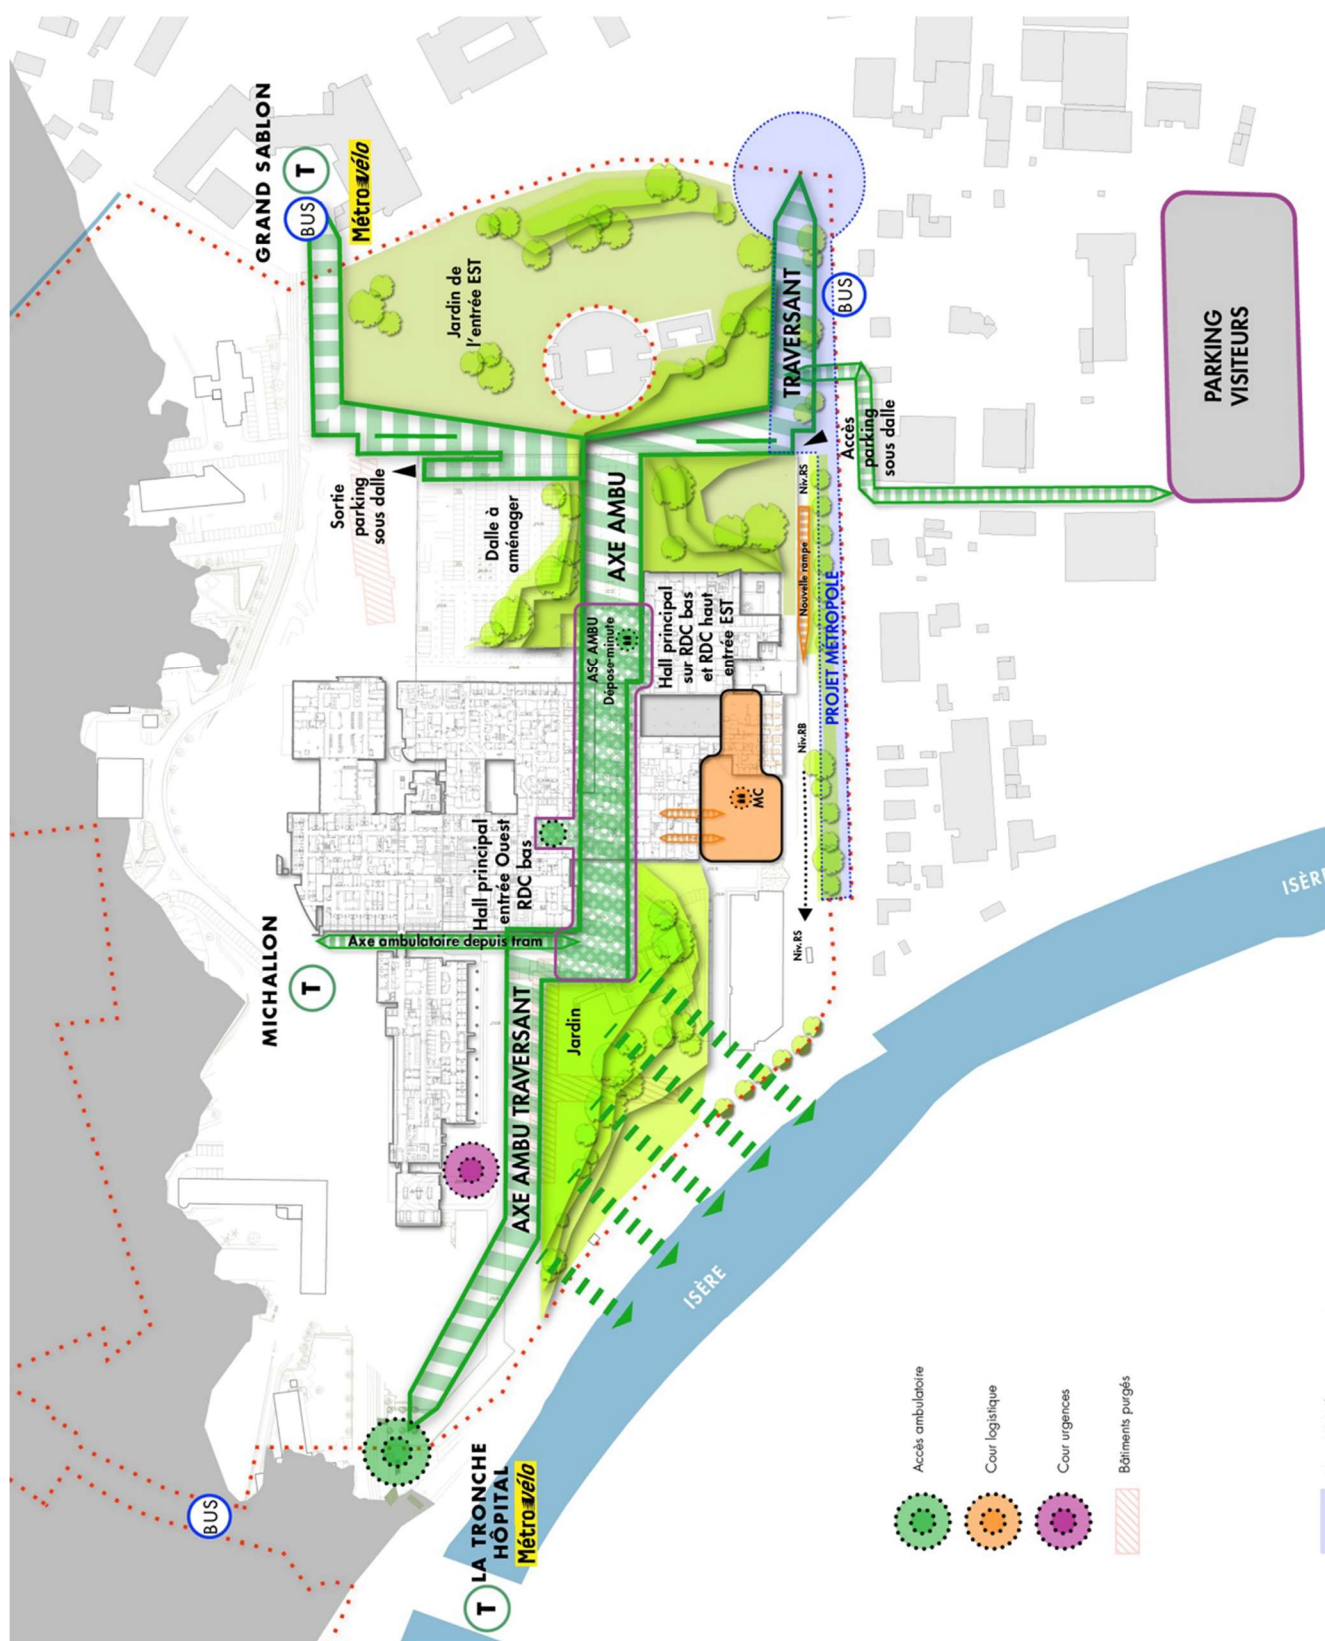 GRAND SABLON
BUS
T
Métrovélo
Jardin de
l'entrée EST
TRAVERSANT
BUS
PARKING
VISITEURS
Accès
parking
sous dalle
Sortie
parking
sous dalle
Dalle à
aménager
AXE AMBU
Niv.RS
Nouvelle rampe
PROJET MÉTROPOLE
ASC AMBU
Dépose-minute
Hall principal
sur RDC bas
et RDC haut
entrée EST
Niv.RB
MC
Hall principal
entrée Ouest
RDC bas
Axe ambulatoire depuis tram
Niv.RS
MICHALLON
T
AXE AMBU TRAVERSANT
Jardin
ISÈRE
ISÈRE
BUS
T
LA TRONCHE
HÔPITAL
Métrovélo
Accès ambulatoire
Cour logistique
Cour urgences
Bâtiments purgés